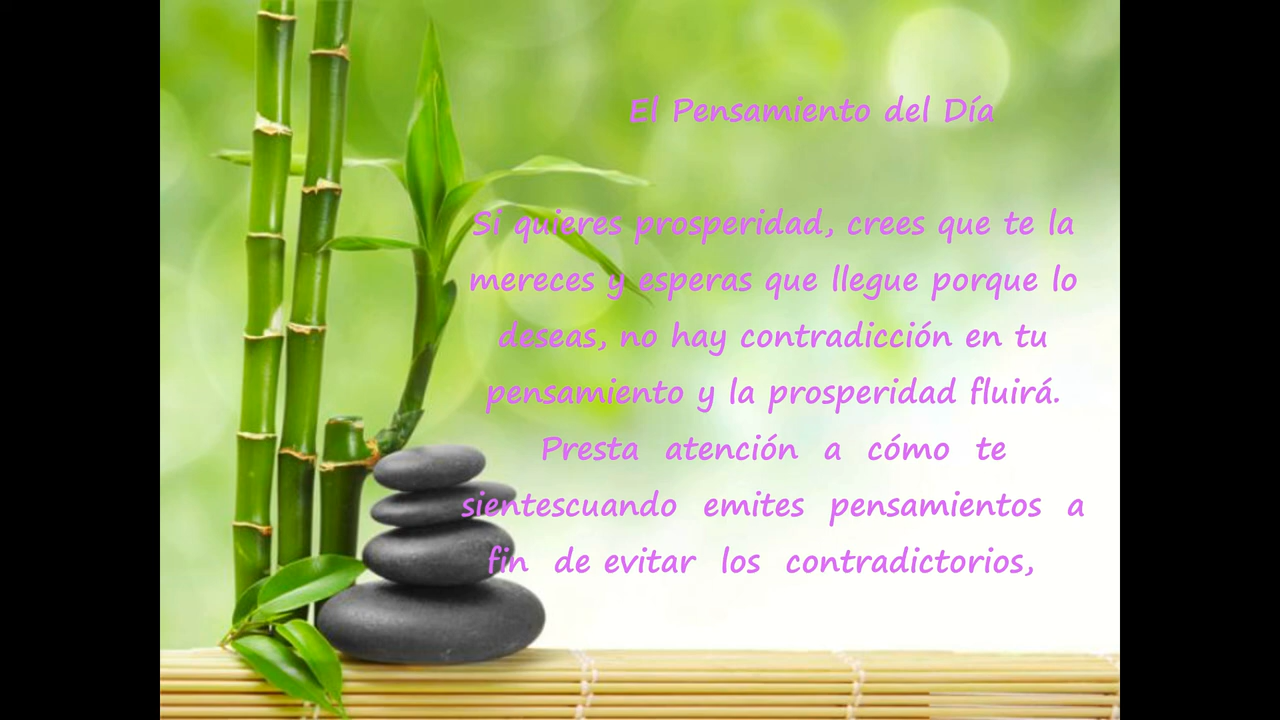 El Pensamiento del Día
Si quieres prosperidad, crees que te la
mereces y esperas que llegue porque lo
deseas, no hay contradicción en tu
pensamiento y la prosperidad fluirá.
Presta atención a cómo te
sientescuando emites pensamientos a
fin de evitar los contradictorios,